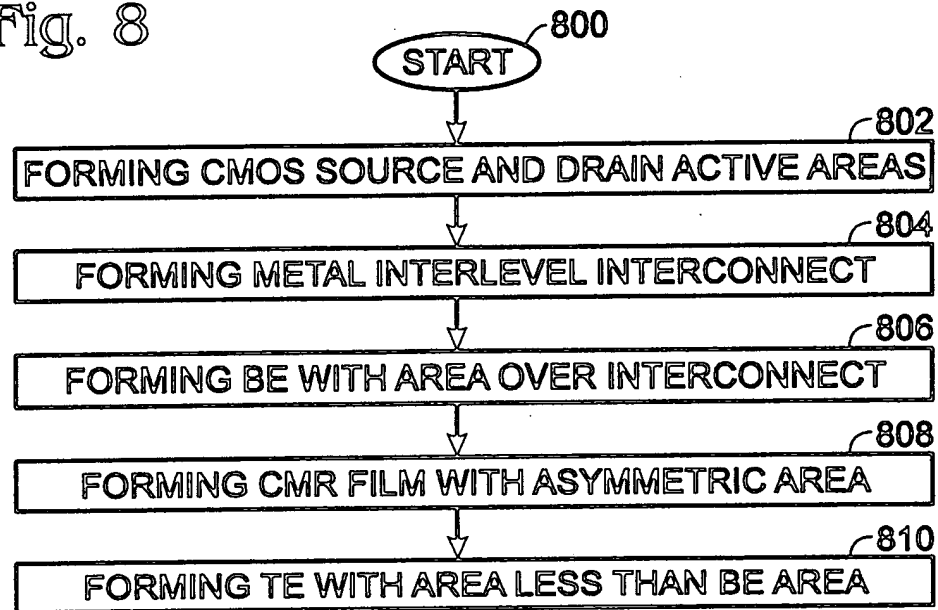 Fig. 8
800
START
802
FORMING CMOS SOURCE AND DRAIN ACTIVE AREAS
804
FORMING METAL INTERLEVEL INTERCONNECT
806
FORMING BE WITH AREA OVER INTERCONNECT
808
FORMING CMR FILM WITH ASYMMETRIC AREA
810
FORMING TE WITH AREA LESS THAN BE AREA